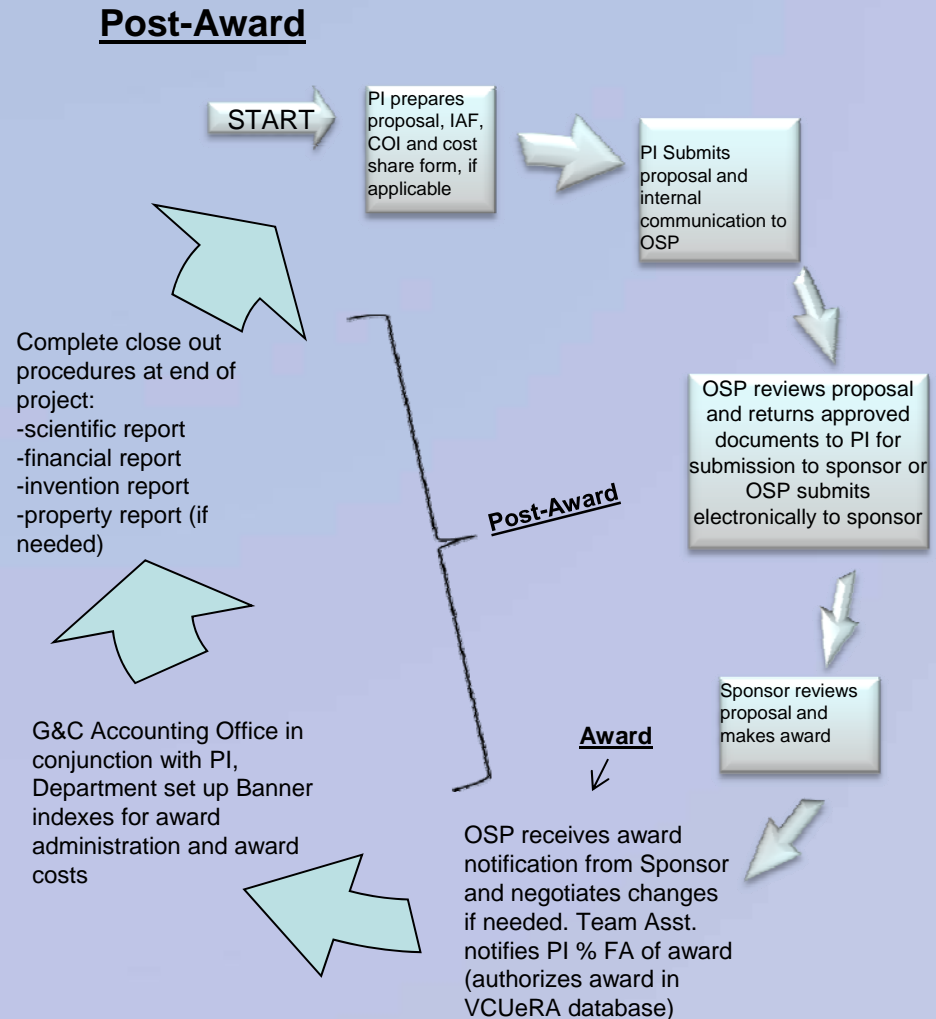 Post-Award
START
PI prepares
proposal, IAF,
COI and cost
share form, if
applicable
PI Submits
proposal and
internal
communication to
OSP
OSP reviews proposal
and returns approved
documents to PI for
submission to sponsor or
OSP submits
electronically to sponsor
Sponsor reviews
proposal and
makes award
Award
OSP receives award
notification from Sponsor
and negotiates changes
if needed. Team Asst.
notifies PI % FA of award
(authorizes award in
VCUeRA database)
Post-Award
G&C Accounting Office in
conjunction with PI,
Department set up Banner
indexes for award
administration and award
costs
Complete close out
procedures at end of
project:
-scientific report
-financial report
-invention report
-property report (if
needed)